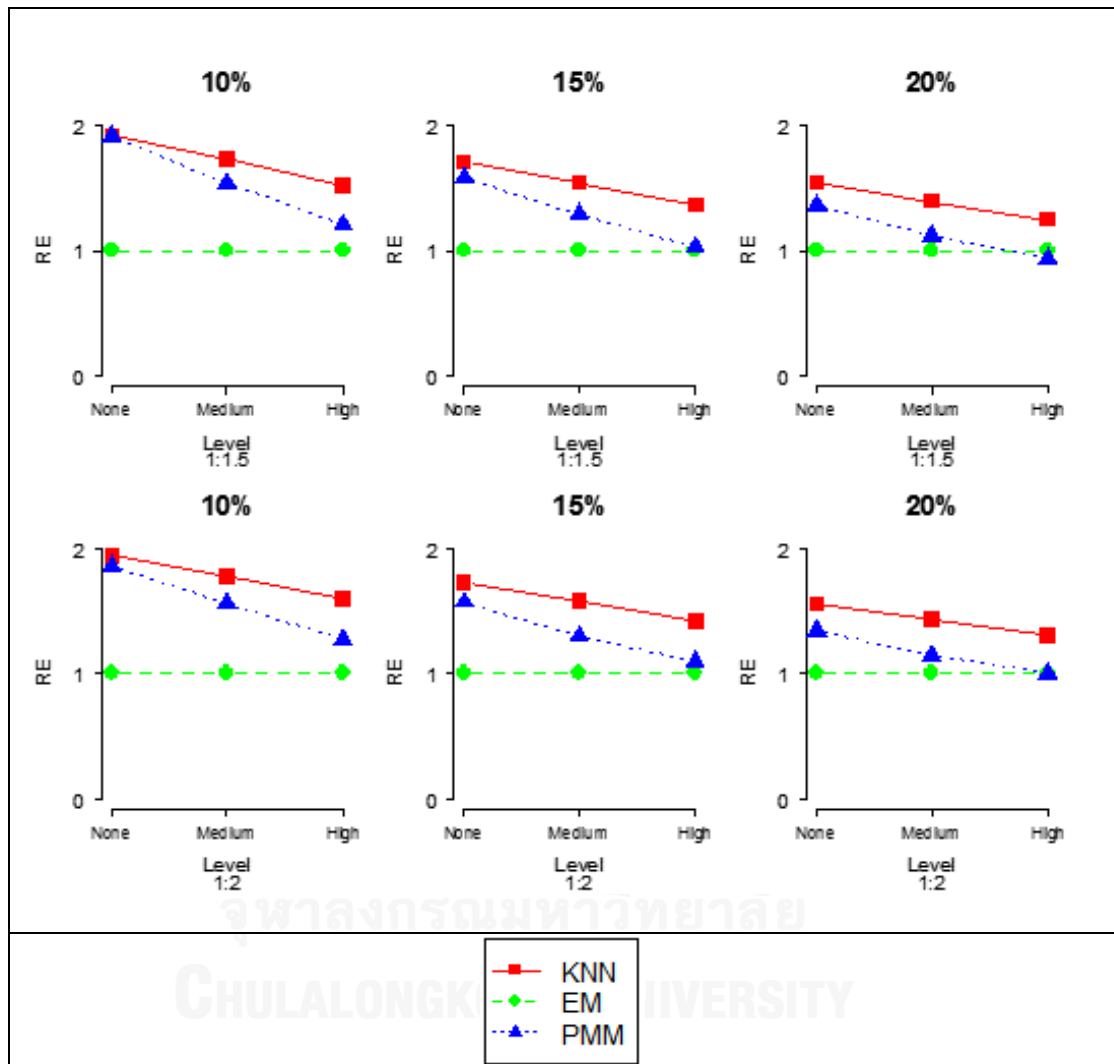 10% 15% 20%
2 2 2
RE 1 RE 1 RE 1
0 0 0
None Medium High None Medium High None Medium High
Level Level Level
1:1.5 1:1.5 1:1.5
10% 15% 20%
2 2 2
RE 1 RE 1 RE 1
0 0 0
None Medium High None Medium High None Medium High
Level Level Level
1:2 1:2 1:2
จุฬาลงกรณ์มหาวิทยาลัย
KNN
EM
CHULALONGKO NIVERSITY
PMM